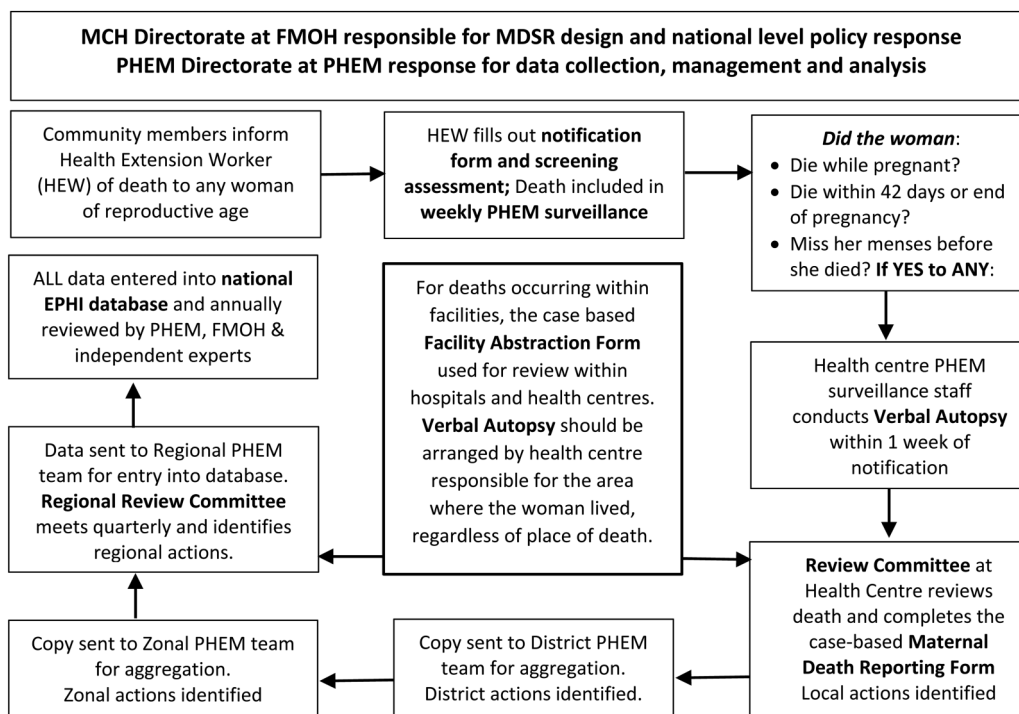 MCH Directorate at FMOH responsible for MDSR design and national level policy response
PHEM Directorate at PHEM response for data collection, management and analysis
Community members inform
Health Extension Worker
(HEW) of death to any woman
of reproductive age
HEW fills out notification
form and screening
assessment; Death included in
weekly PHEM surveillance
Did the woman:
• Die while pregnant?
• Die within 42 days or end
of pregnancy?
• Miss her menses before
she died? If YES to ANY:
Health centre PHEM
surveillance staff
conducts Verbal Autopsy
within 1 week of
notification
Review Committee at
Health Centre reviews
death and completes the
case-based Maternal
Death Reporting Form
Local actions identified
Copy sent to District PHEM
team for aggregation.
District actions identified.
Copy sent to Zonal PHEM team
for aggregation.
Zonal actions identified
Data sent to Regional PHEM
team for entry into database.
Regional Review Committee
meets quarterly and identifies
regional actions.
ALL data entered into national
EPHI database and annually
reviewed by PHEM, FMOH &
independent experts
For deaths occurring within
facilities, the case based
Facility Abstraction Form
used for review within
hospitals and health centres.
Verbal Autopsy should be
arranged by health centre
responsible for the area
where the woman lived,
regardless of place of death.